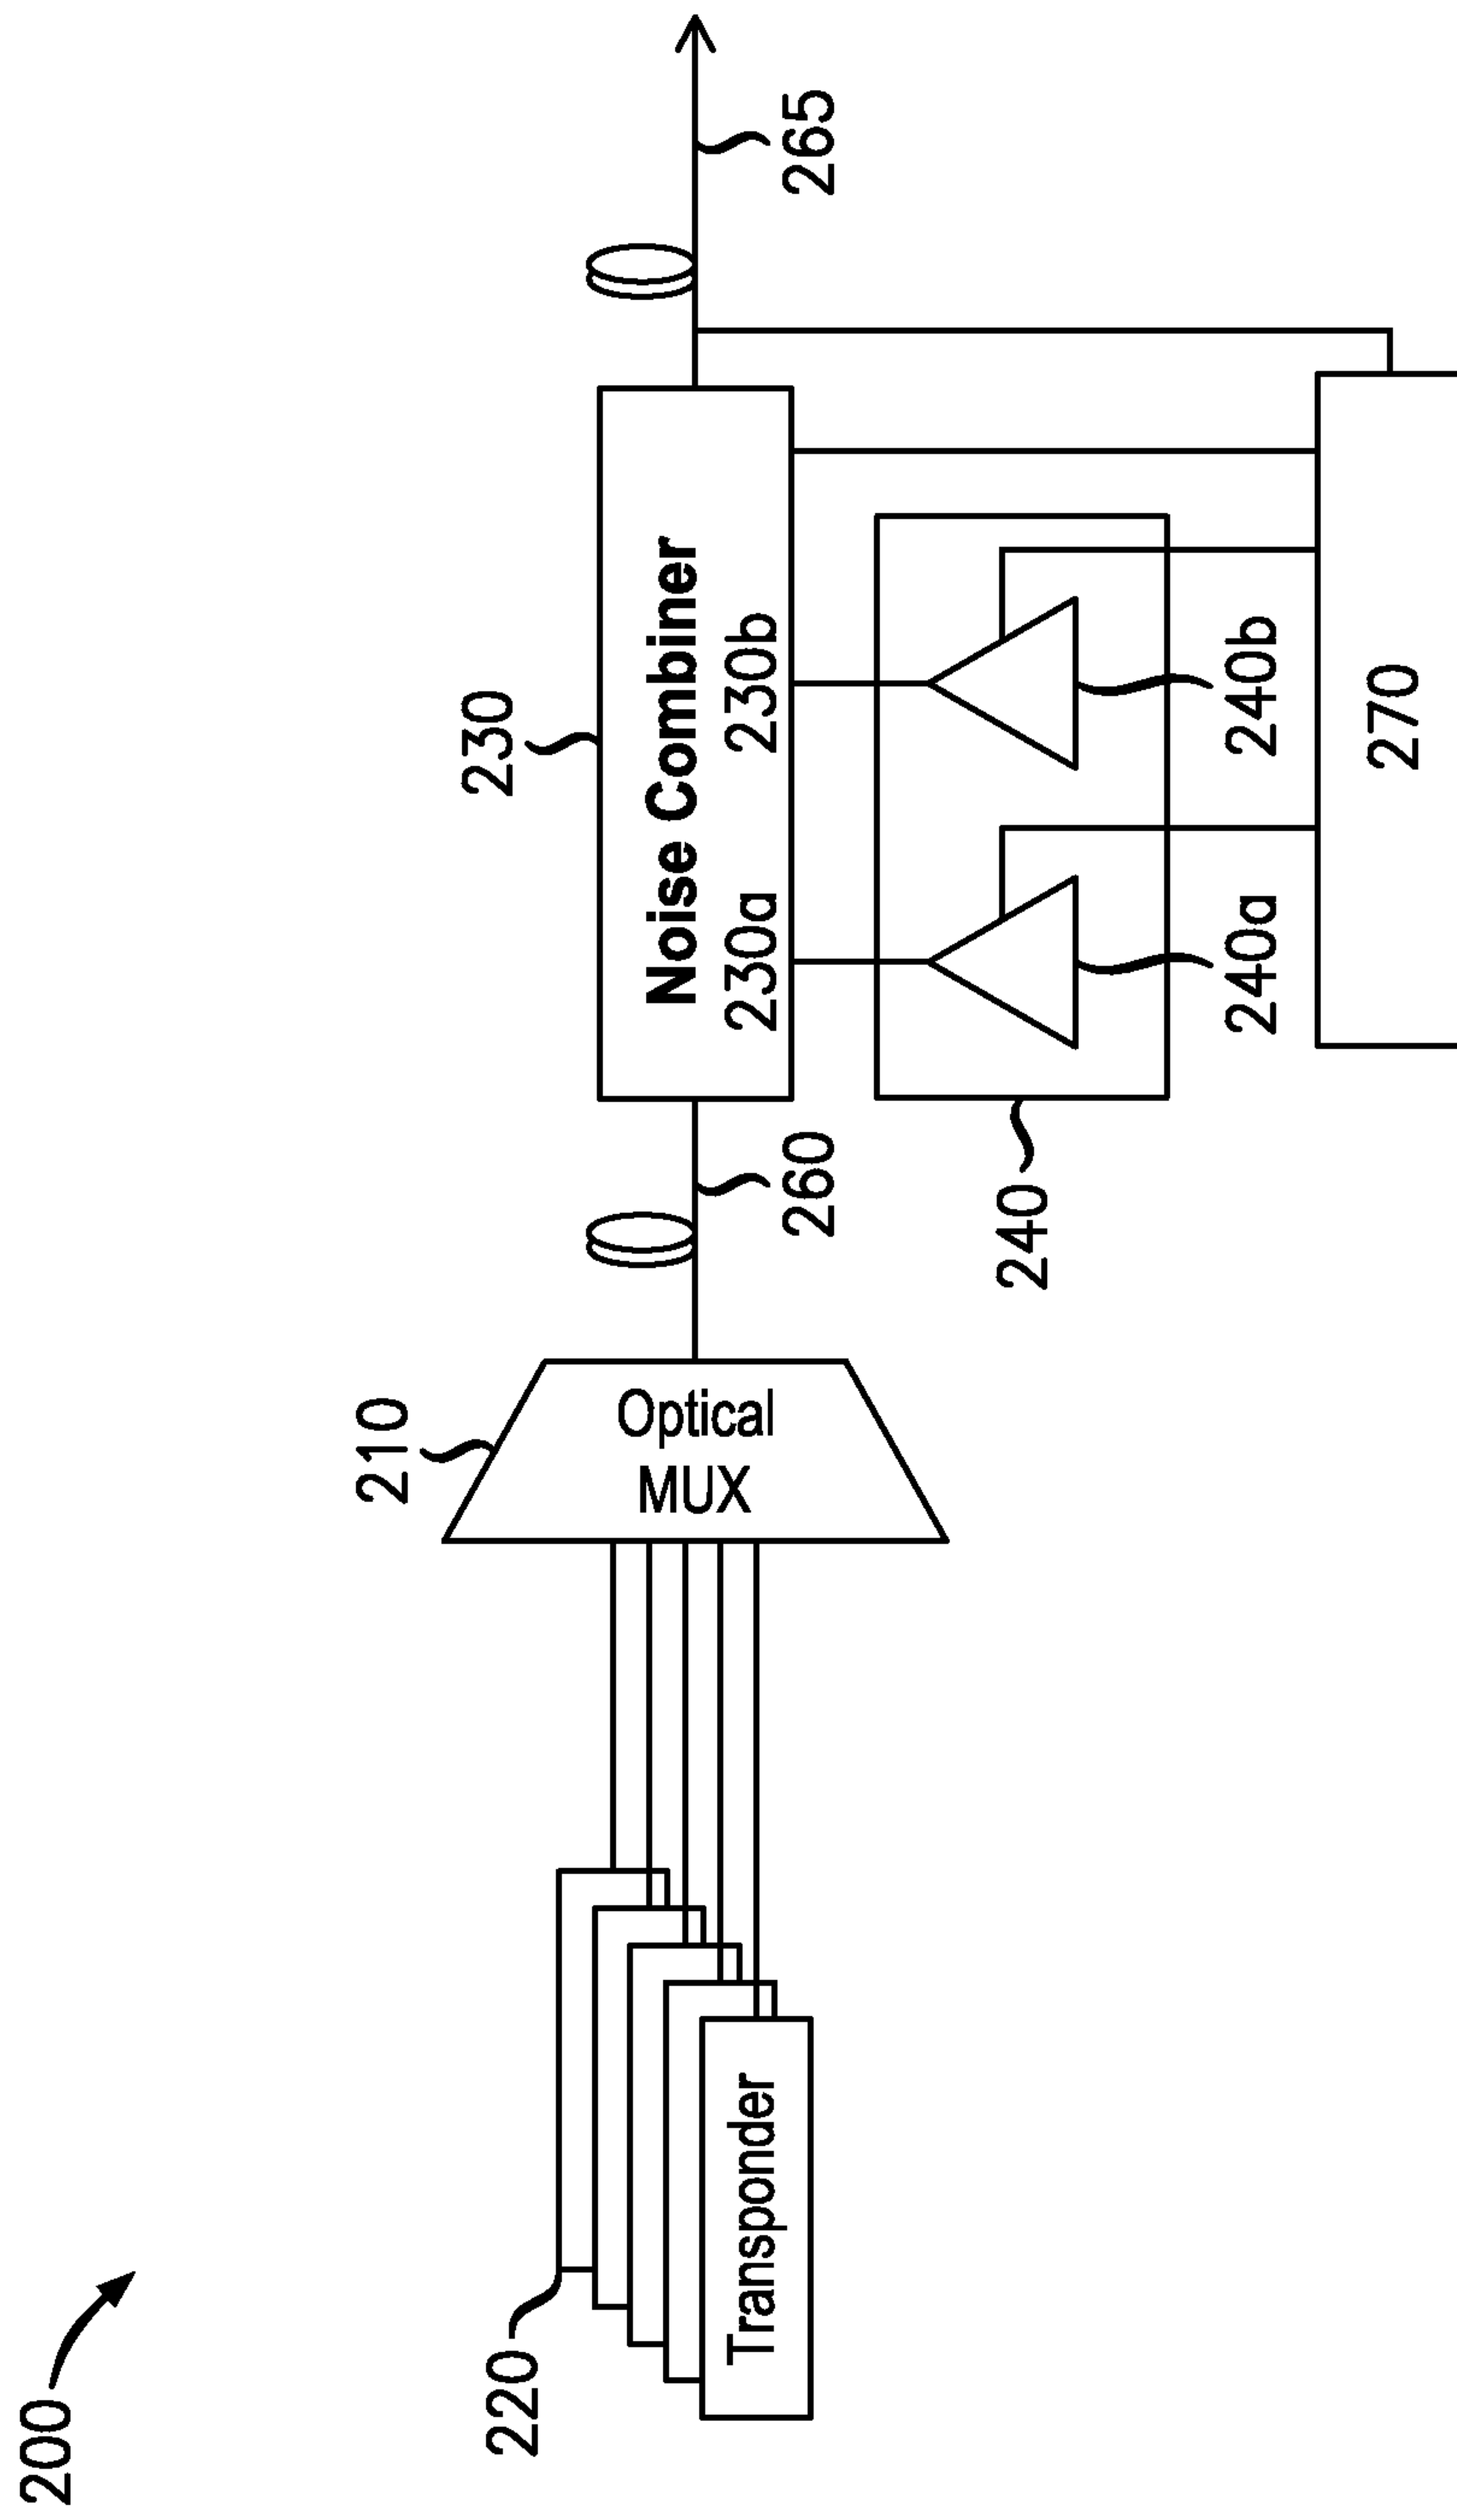 200
220
Transponder
210
Optical
MUX
260
230
Noise Combiner
230a
230b
240
240a
240b
270
265